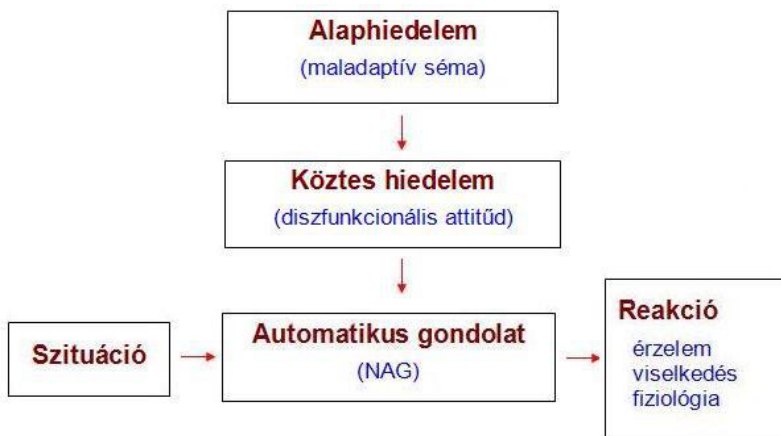 Alaphiedelem
(maladaptív séma)
Köztes hiedelem
(diszfunkcionális attitűd)
Szituáció
Automatikus gondolat
(NAG)
Reakció
érzelem
viselkedés
fiziológia